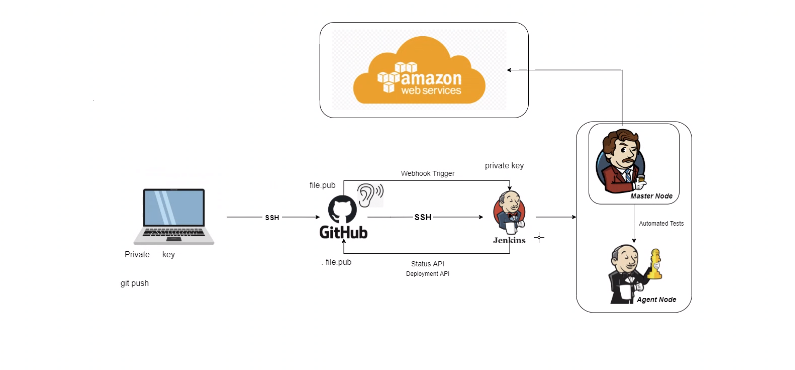 amazon
web services
Webhook Trigger
private key
file.pub
Master Node
SSH
SSH
GitHub
Jenkins
Automated Tests
Private key
. file.pub
Status API
Deployment API
git push
Agent Node